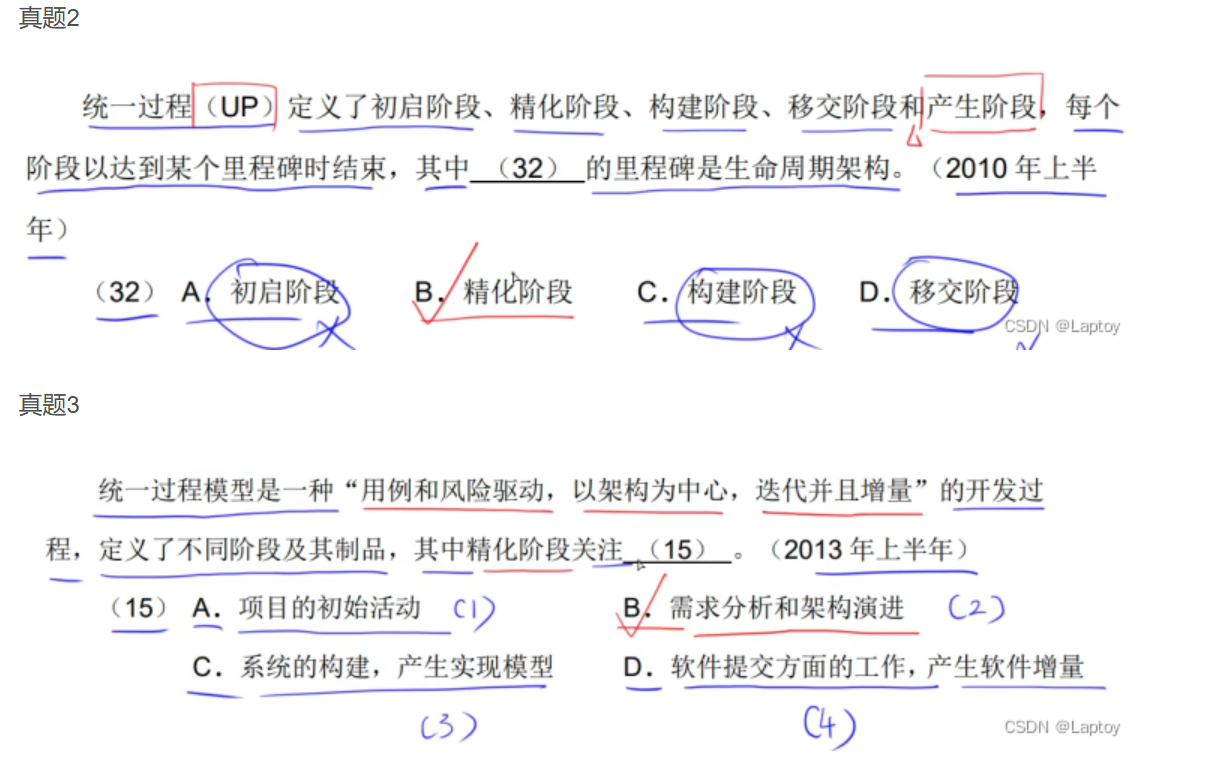 真题2
统一过程（UP）定义了初启阶段、精化阶段、构建阶段、移交阶段和产生阶段，每个
阶段以达到某个里程碑时结束，其中（32）的里程碑是生命周期架构。（2010 年上半
年）
（32） A．初启阶段 B．精化阶段 C．构建阶段 D．移交阶段
CSDN @Laptoy
真题3
统一过程模型是一种“用例和风险驱动，以架构为中心，迭代并且增量”的开发过
程，定义了不同阶段及其制品，其中精化阶段关注（15）。（2013 年上半年）
（15） A．项目的初始活动 (1) B．需求分析和架构演进 (2)
C．系统的构建，产生实现模型 D．软件提交方面的工作，产生软件增量
(3) (4)
CSDN @Laptoy